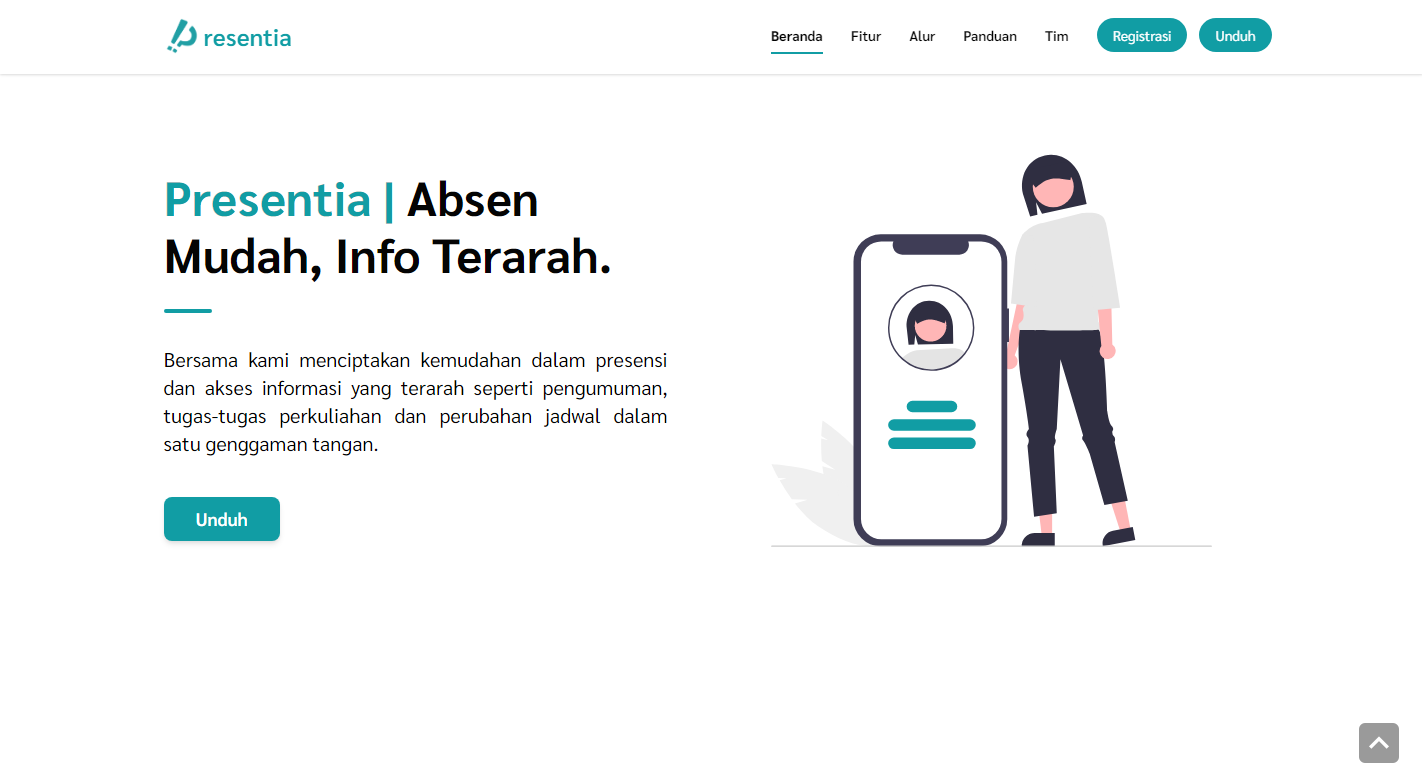 Presentia
Beranda Fitur Alur Panduan Tim Registrasi Unduh
Presentia | Absen
Mudah, Info Terarah.
Bersama kami menciptakan kemudahan dalam presensi
dan akses informasi yang terarah seperti pengumuman,
tugas-tugas perkuliahan dan perubahan jadwal dalam
satu genggaman tangan.
Unduh